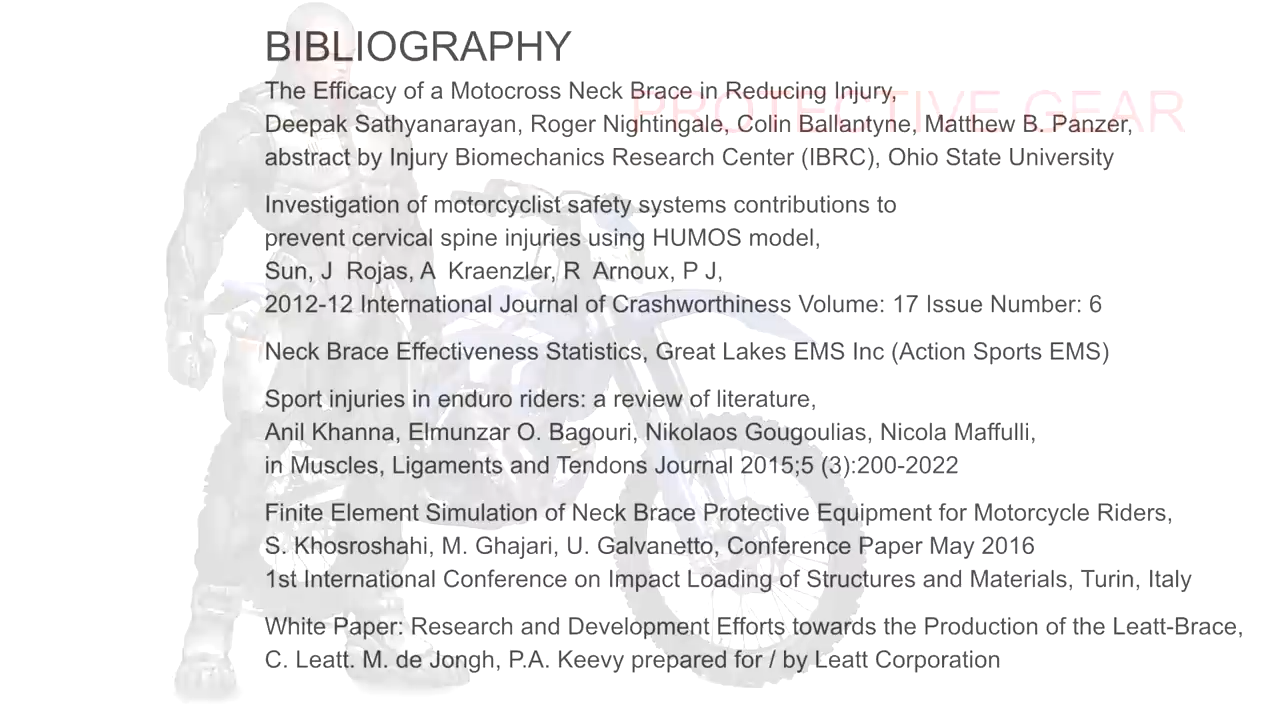 BIBLIOGRAPHY
PROTECTIVE GEAR
The Efficacy of a Motocross Neck Brace in Reducing Injury,
Deepak Sathyanarayan, Roger Nightingale, Colin Ballantyne, Matthew B. Panzer,
abstract by Injury Biomechanics Research Center (IBRC), Ohio State University
Investigation of motorcyclist safety systems contributions to
prevent cervical spine injuries using HUMOS model,
Sun, J Rojas, A Kraenzler, R Arnoux, P J,
2012-12 International Journal of Crashworthiness Volume: 17 Issue Number: 6
Neck Brace Effectiveness Statistics, Great Lakes EMS Inc (Action Sports EMS)
Sport injuries in enduro riders: a review of literature,
Anil Khanna, Elmunzar O. Bagouri, Nikolaos Gougoulias, Nicola Maffulli,
in Muscles, Ligaments and Tendons Journal 2015;5 (3):200-2022
Finite Element Simulation of Neck Brace Protective Equipment for Motorcycle Riders,
S. Khosroshahi, M. Ghajari, U. Galvanetto, Conference Paper May 2016
1st International Conference on Impact Loading of Structures and Materials, Turin, Italy
White Paper: Research and Development Efforts towards the Production of the Leatt-Brace,
C. Leatt. M. de Jongh, P.A. Keevy prepared for / by Leatt Corporation